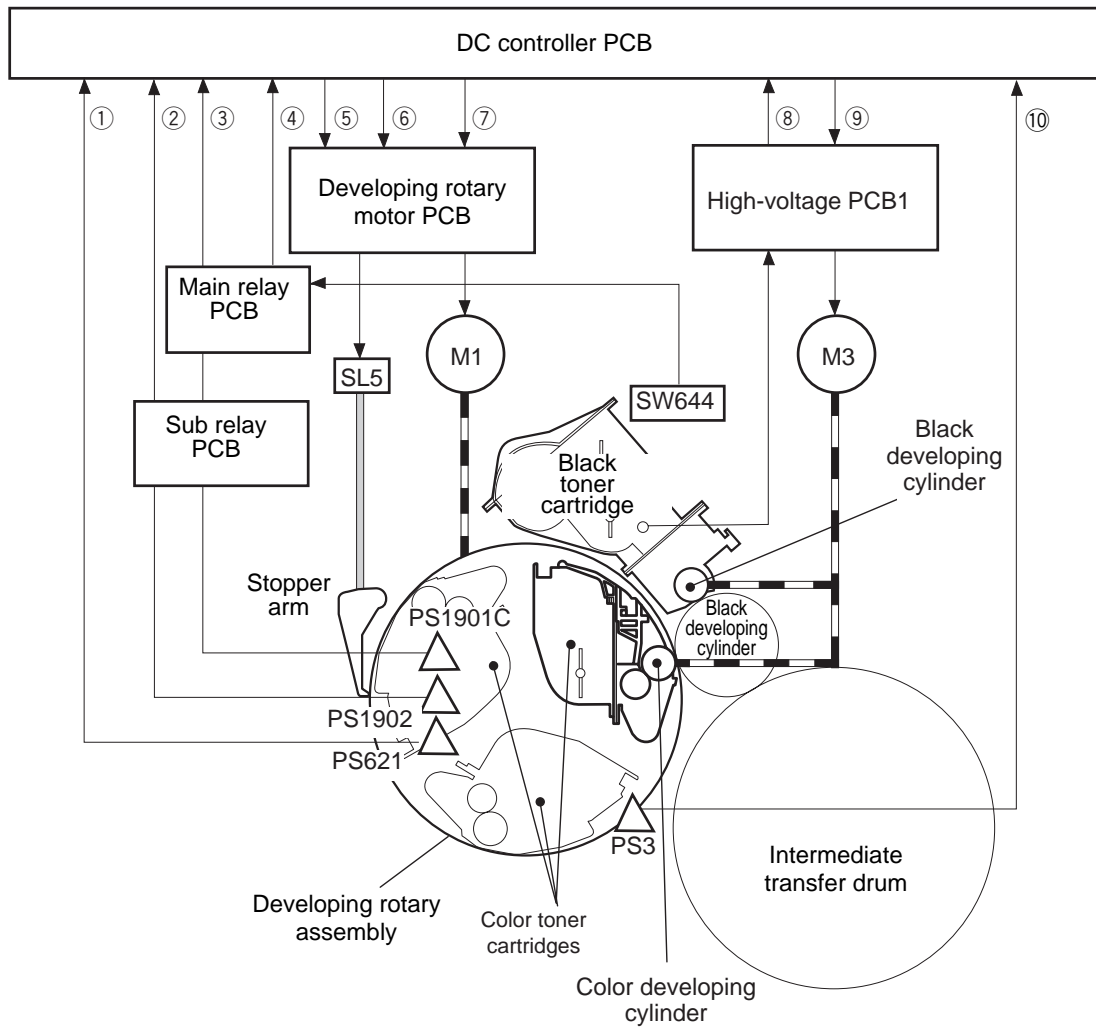 DC controller PCB
① ② ③ ④ ⑤ ⑥ ⑦ ⑧ ⑨ ⑩
Developing rotary
motor PCB
High-voltage PCB1
Main relay
PCB
M1
M3
SL5
SW644
Sub relay
PCB
Black
developing
cylinder
Black
toner
cartridge
Stopper
arm
PS1901C
Black
developing
cylinder
PS1902
PS621
PS3
Intermediate
transfer drum
Developing rotary
assembly
Color toner
cartridges
Color developing
cylinder